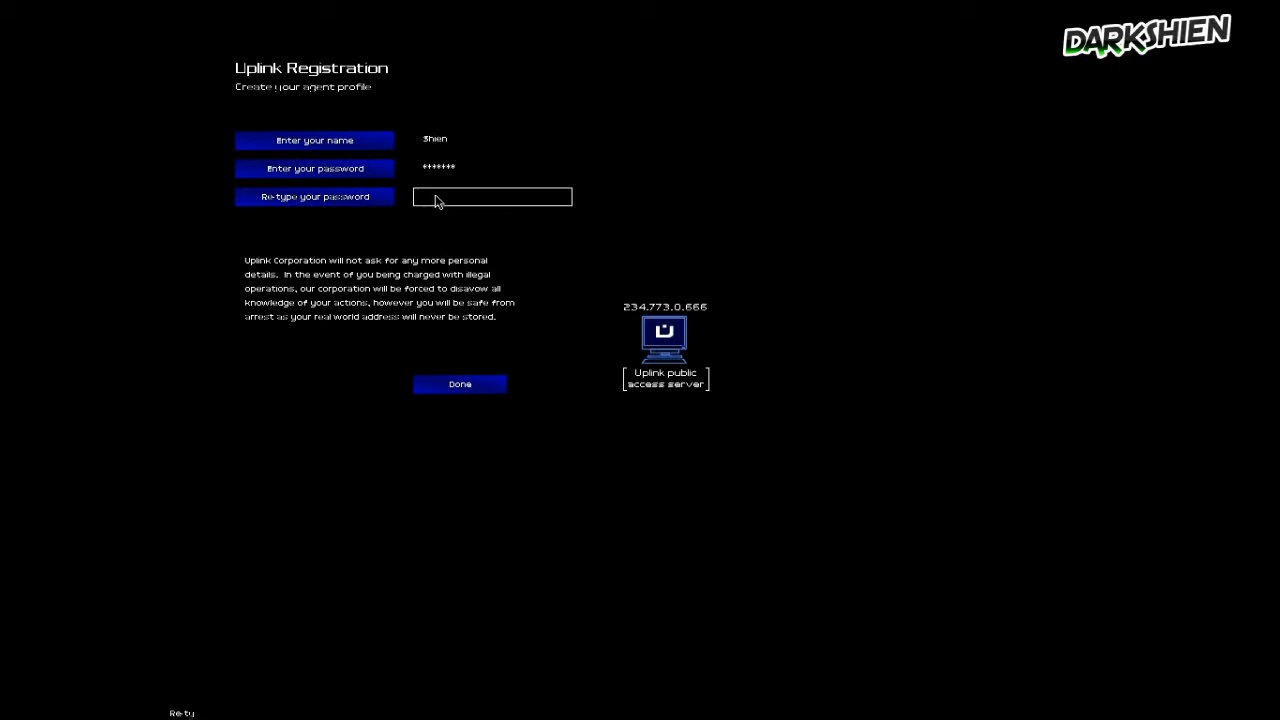 DARKSHIEN
Uplink Registration
Create your agent profile
Enter your name
Shien
Enter your password
*******
Re-type your password
Uplink Corporation will not ask for any more personal
details. In the event of you being charged with illegal
operations, our corporation will be forced to disavow all
knowledge of your actions, however you will be safe from
arrest as your real world address will never be stored.
234.773.0.666
Uplink public
access server
Done
Re-ty